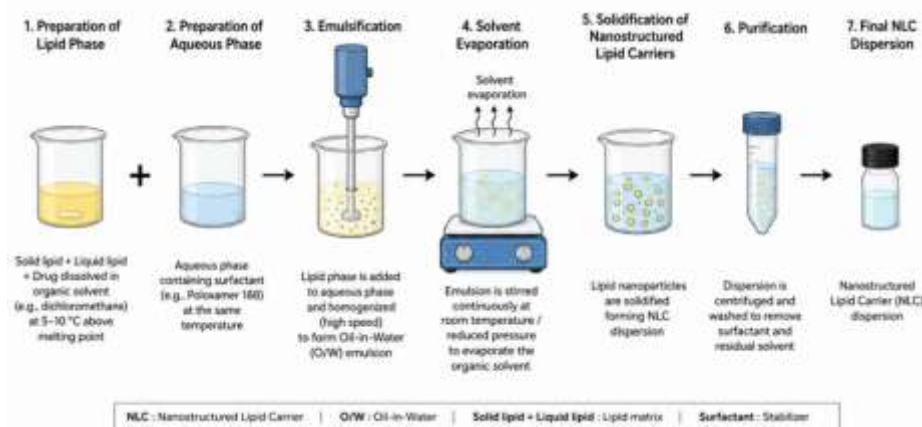 1. Preparation of
Lipid Phase
2. Preparation of
Aqueous Phase
3. Emulsification
4. Solvent
Evaporation
5. Solidification of
Nanostructured
Lipid Carriers
6. Purification
7. Final NLC
Dispersion
Solvent
evaporation
Solid lipid + Liquid lipid
+ Drug dissolved in
organic solvent
(e.g., dichloromethane)
at 5–10 °C above
melting point
Aqueous phase
containing surfactant
(e.g., Poloxamer 188)
at the same
temperature
Lipid phase is added
to aqueous phase
and homogenized
(high speed)
to form Oil-in-Water
(O/W) emulsion
Emulsion is stirred
continuously at
room temperature /
reduced pressure
to evaporate the
organic solvent
Lipid nanoparticles
are solidified
forming NLC
dispersion
Dispersion is
centrifuged and
washed to remove
surfactant and
residual solvent
Nanostructured
Lipid Carrier (NLC)
dispersion
NLC : Nanostructured Lipid Carrier | O/W : Oil-in-Water | Solid lipid + Liquid lipid : Lipid matrix | Surfactant : Stabilizer